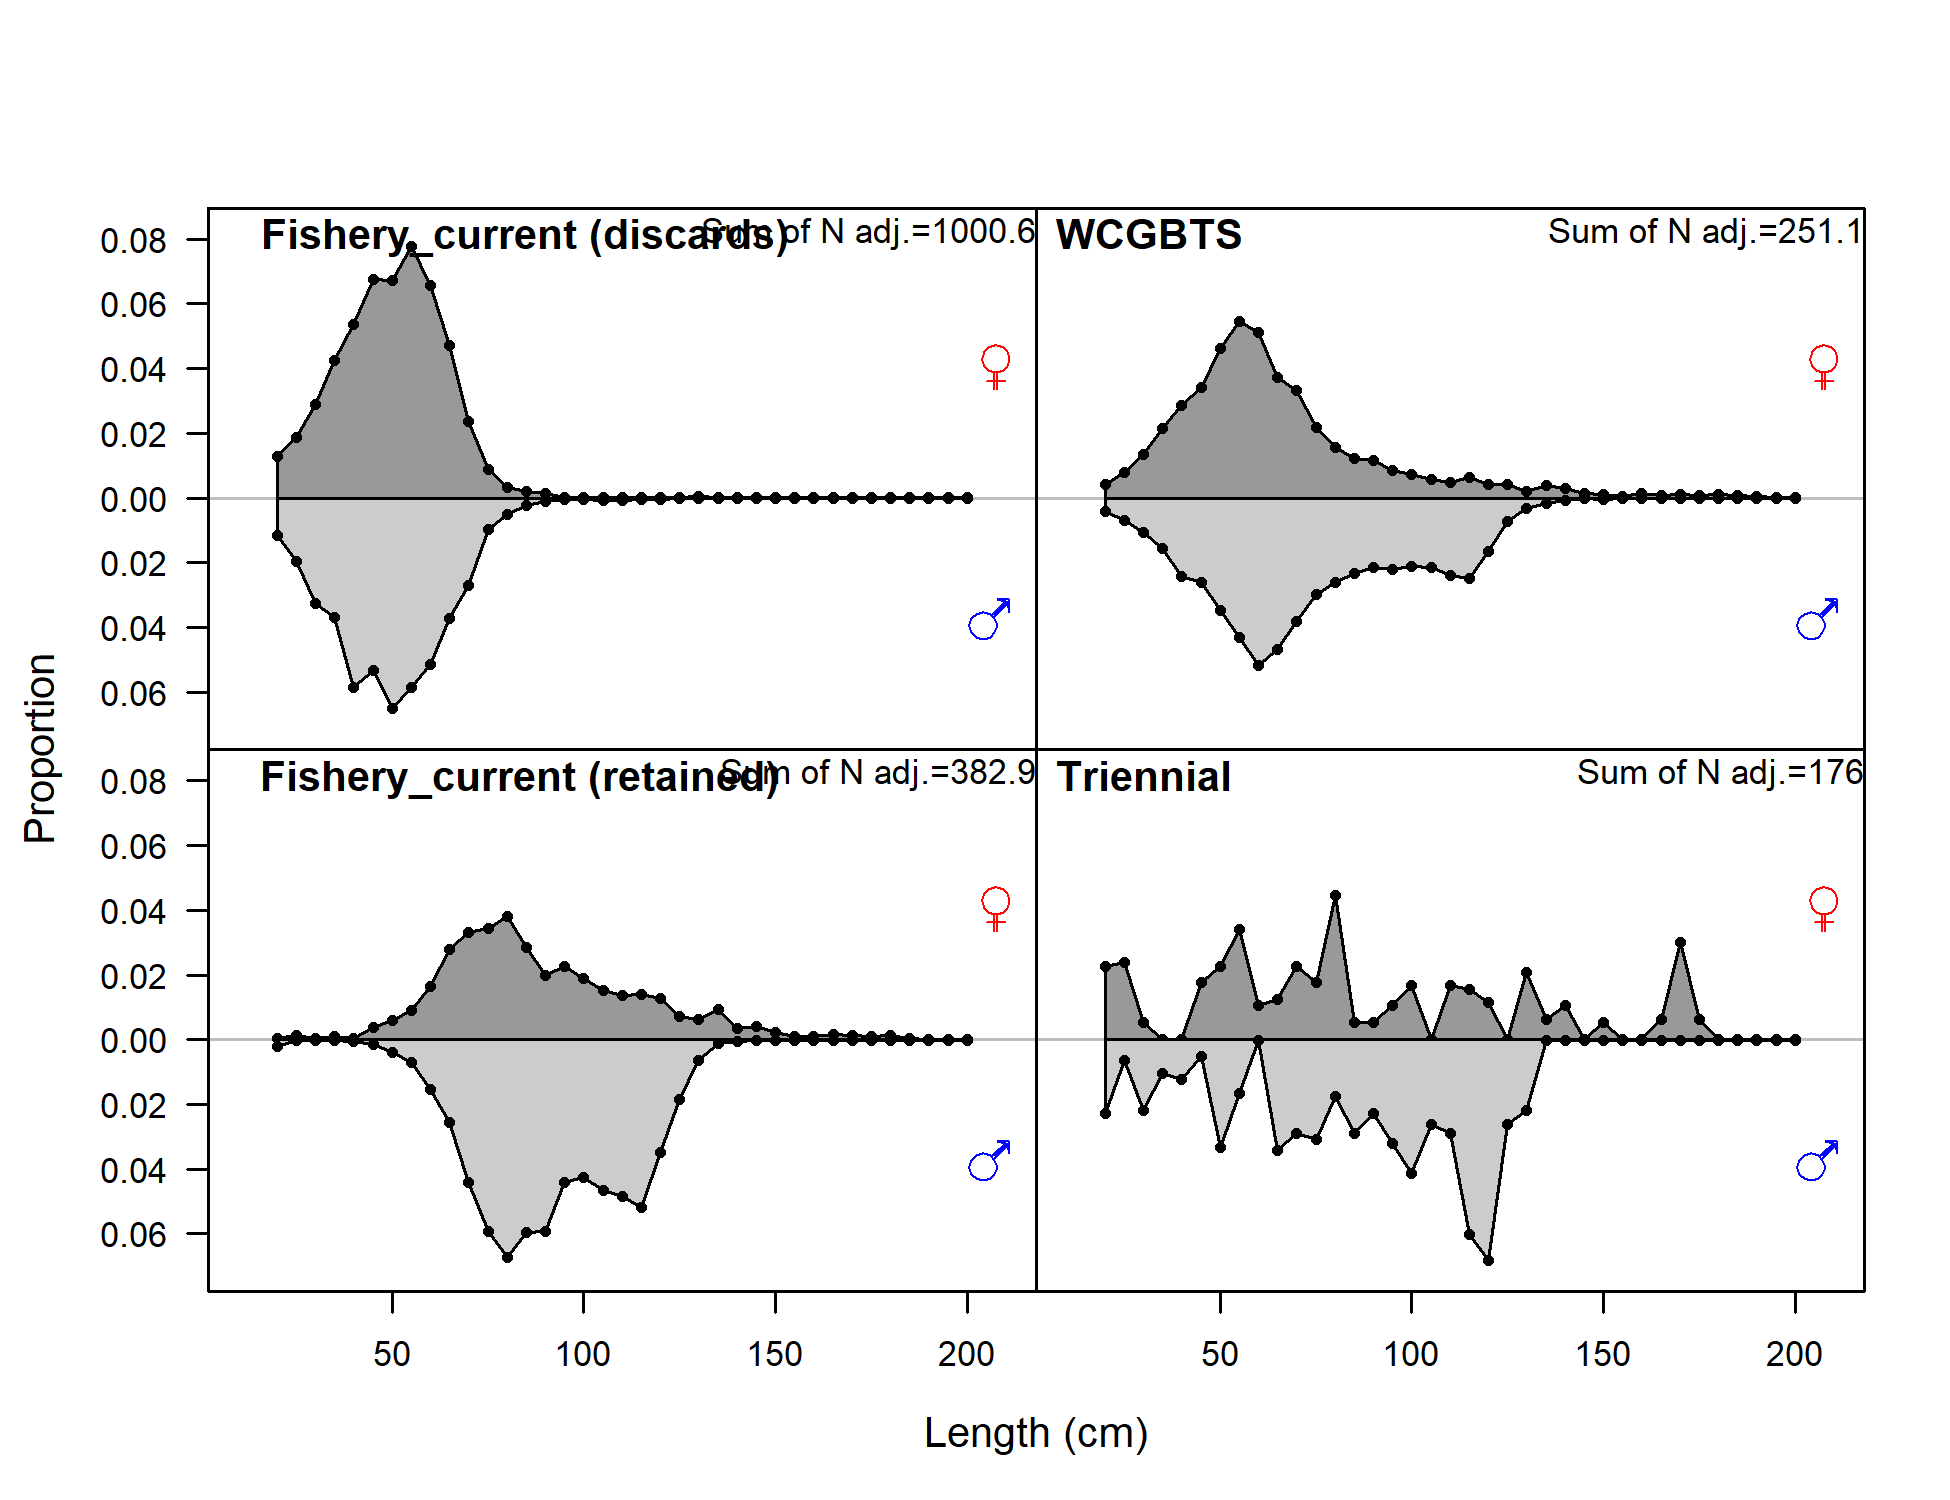 Fishery_current (discards)
Sum of N adj.=1000.6
WCGBTS
Sum of N adj.=251.1
0.08
0.06
0.04
0.02
0.00
0.02
0.04
0.06
♀
♀
♂
♂
Proportion
Fishery_current (retained)
Sum of N adj.=382.9
Triennial
Sum of N adj.=176
0.08
0.06
0.04
0.02
0.00
0.02
0.04
0.06
♀
♀
♂
♂
50 100 150 200 50 100 150 200
Length (cm)